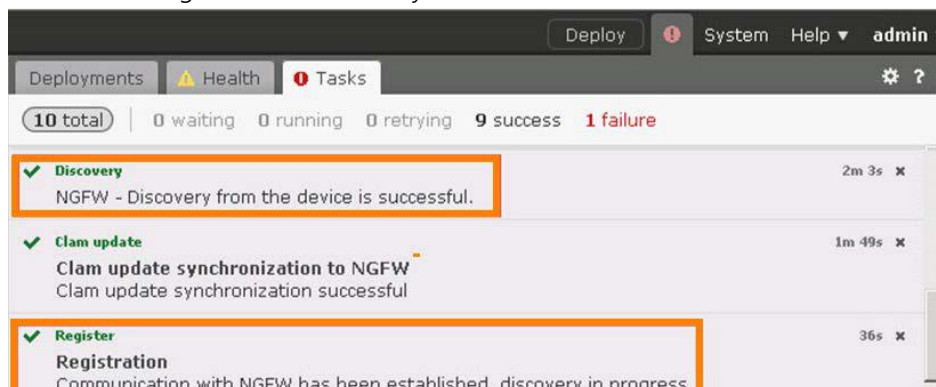 Deploy System Help admin
Deployments Health Tasks ?
10 total 0 waiting 0 running 0 retrying 9 success 1 failure
Discovery 2m 3s
NGFW - Discovery from the device is successful.
Clam update 1m 49s
Clam update synchronization to NGFW
Clam update synchronization successful
Register 36s
Registration
Communication with NGFW has been established, discovery in progress